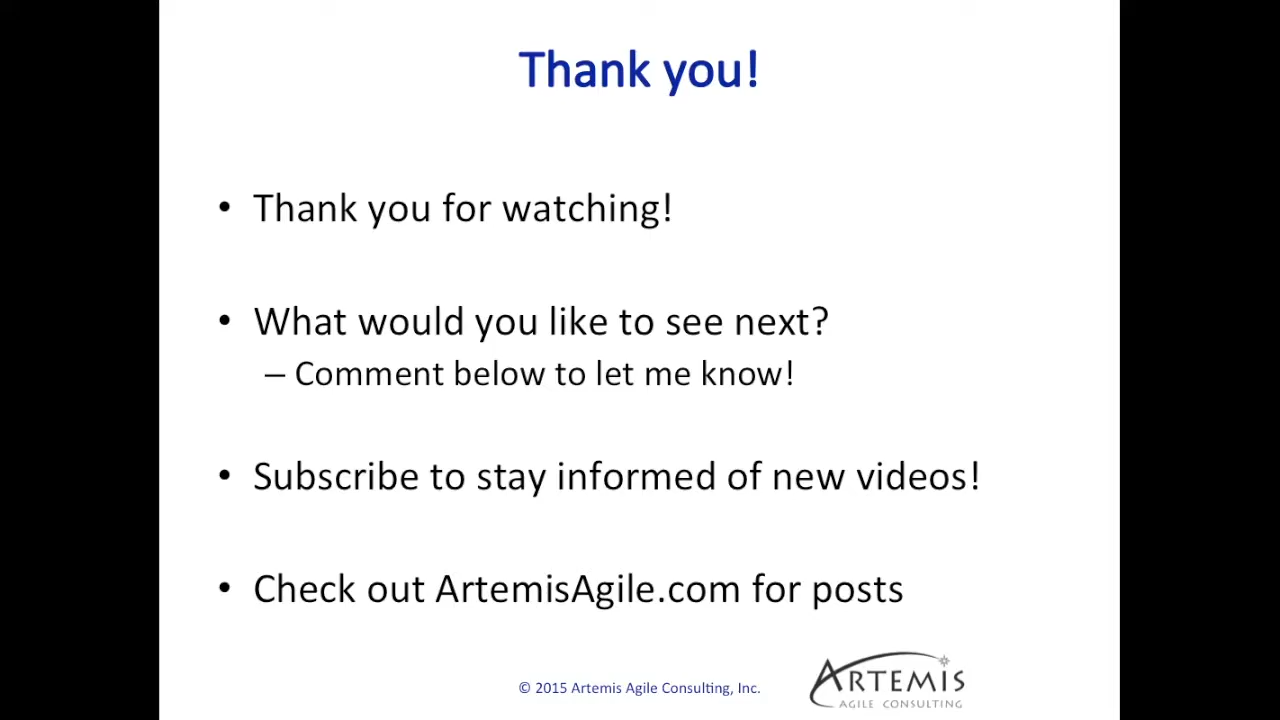 Thank you!
• Thank you for watching!
• What would you like to see next?
– Comment below to let me know!
• Subscribe to stay informed of new videos!
• Check out ArtemisAgile.com for posts
© 2015 Artemis Agile Consulting, Inc.
ARTEMIS
AGILE CONSULTING